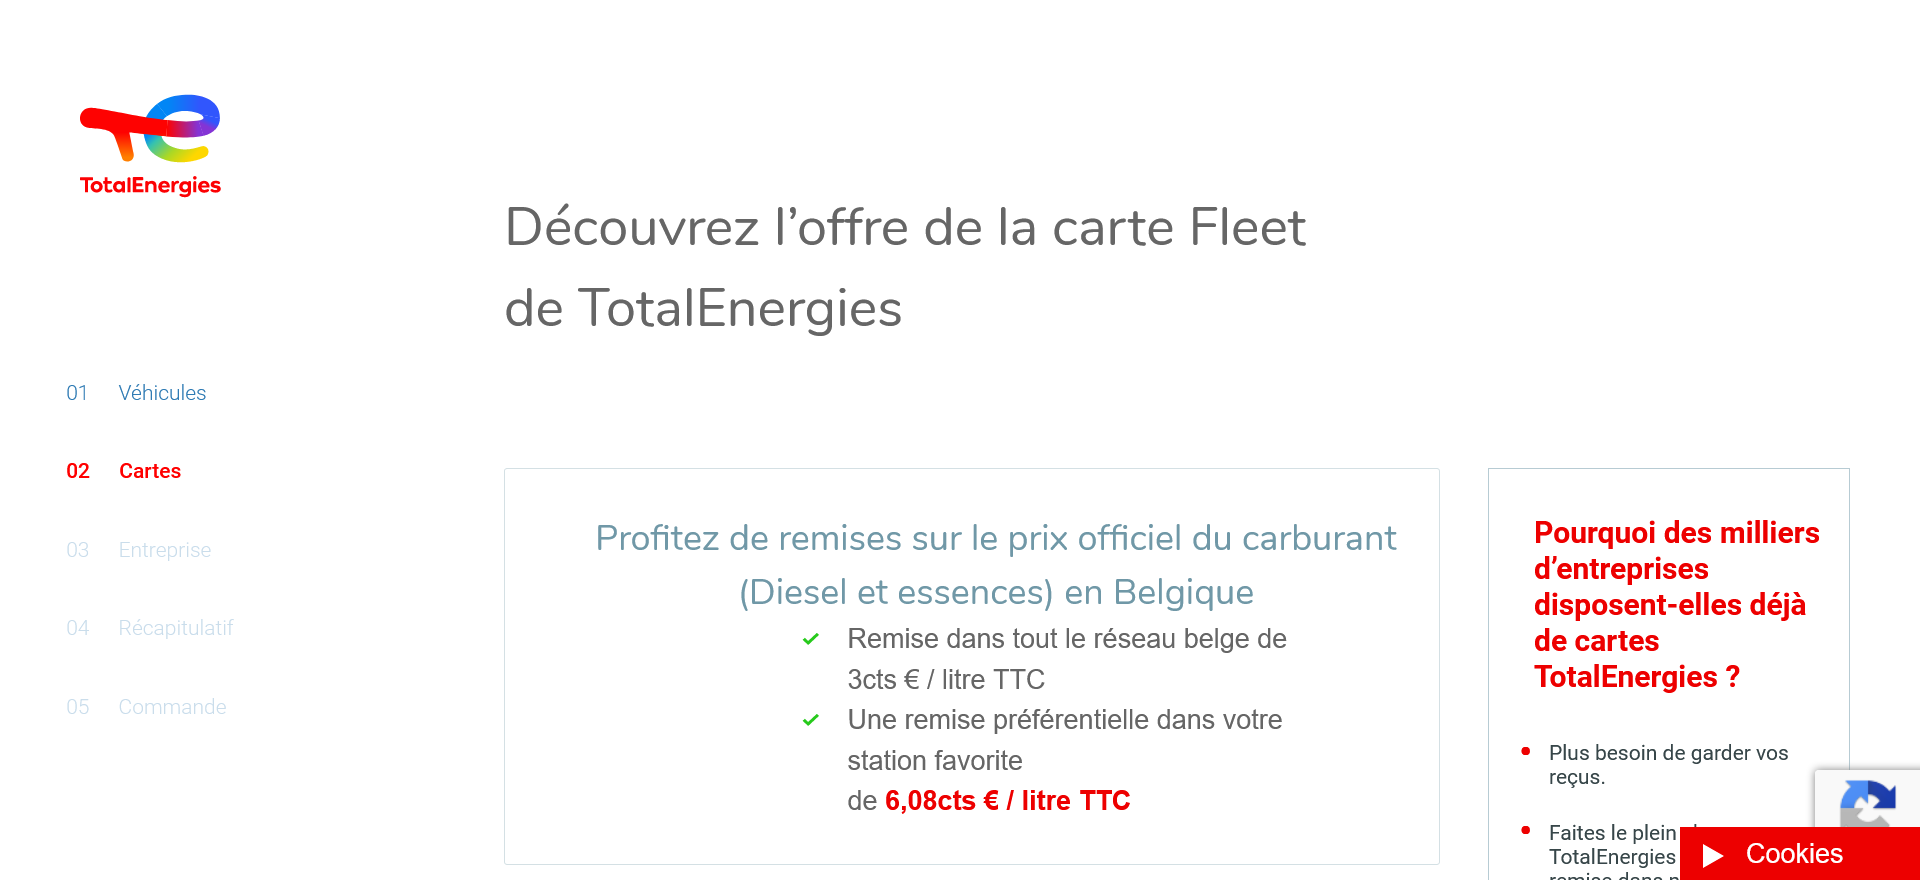 TotalEnergies
Découvrez l’offre de la carte Fleet
de TotalEnergies
01 Véhicules
02 Cartes
03 Entreprise
04 Récapitulatif
05 Commande
Profitez de remises sur le prix officiel du carburant
(Diesel et essences) en Belgique
Remise dans tout le réseau belge de
3cts € / litre TTC
Une remise préférentielle dans votre
station favorite
de 6,08cts € / litre TTC
Pourquoi des milliers
d’entreprises
disposent-elles déjà
de cartes
TotalEnergies ?
Plus besoin de garder vos
reçus.
Faites le plein
TotalEnergies
Cookies